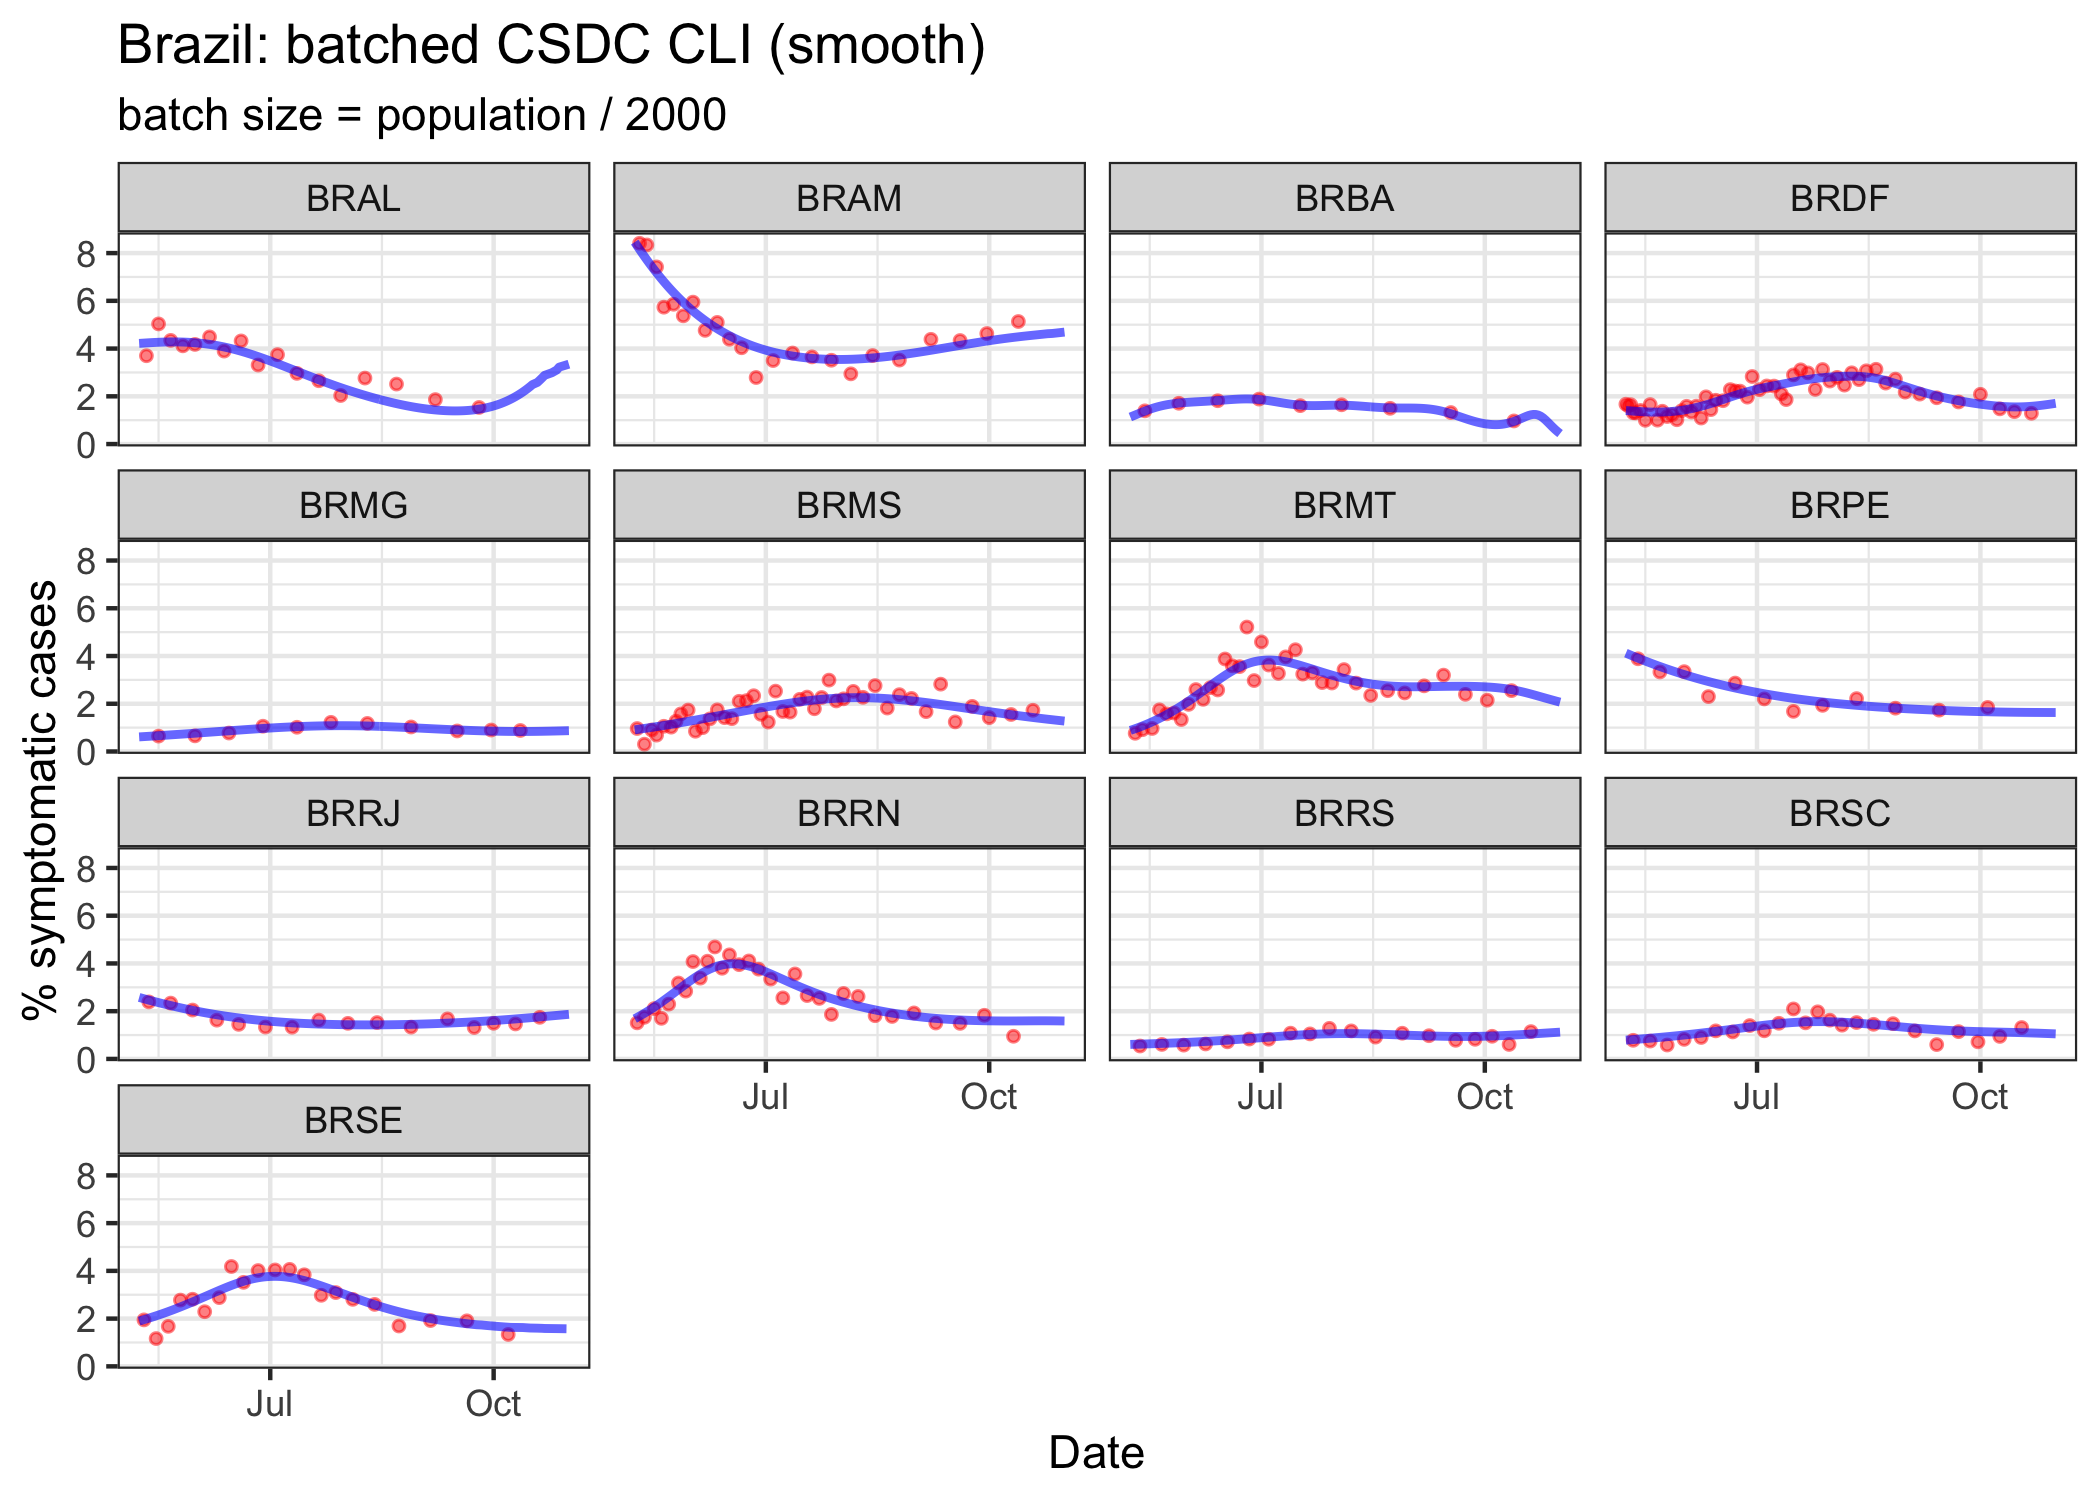 Brazil: batched CSDC CLI (smooth)
batch size = population / 2000
BRAL BRAM BRBA BRDF
8
6
4
2
0
BRMG BRMS BRMT BRPE
8
6
4
2
0
% symptomatic cases
BRRJ BRRN BRRS BRSC
8
6
4
2
0
Jul Oct Jul Oct Jul Oct
BRSE
8
6
4
2
0
Jul Oct
Date